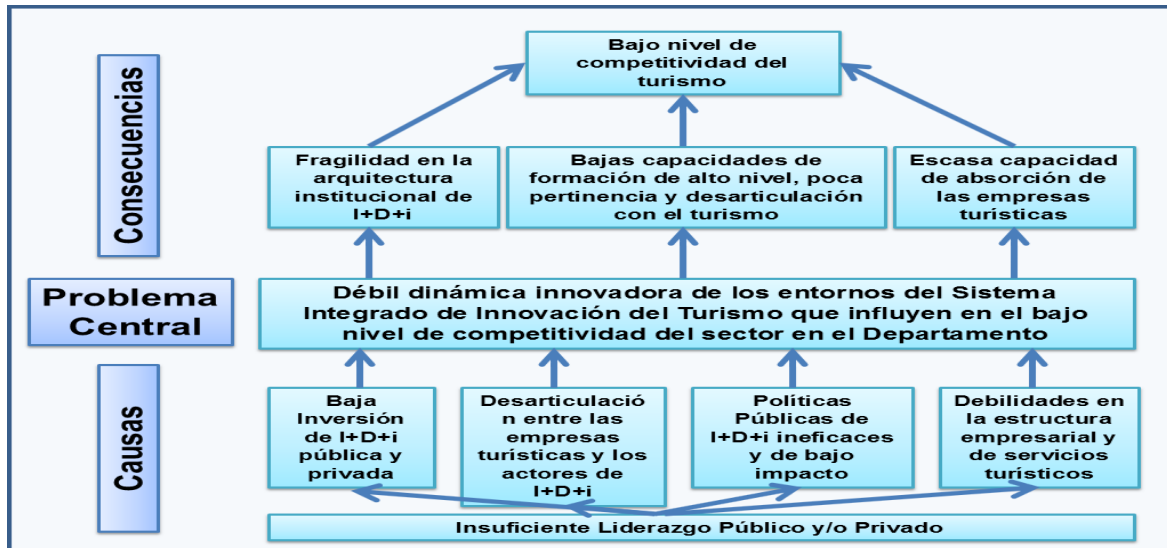 Consecuencias
Bajo nivel de
competitividad del
turismo
Fragilidad en la
arquitectura
institucional de
I+D+i
Bajas capacidades de
formación de alto nivel, poca
pertinencia y desarticulación
con el turismo
Escasa capacidad
de absorción de
las empresas
turísticas
Problema
Central
Débil dinámica innovadora de los entornos del Sistema
Integrado de Innovación del Turismo que influyen en el bajo
nivel de competitividad del sector en el Departamento
Causas
Baja
Inversión
de I+D+i
pública y
privada
Desarticulació
n entre las
empresas
turísticas y los
actores de
I+D+i
Políticas
Públicas de
I+D+i ineficaces
y de bajo
impacto
Debilidades en
la estructura
empresarial y
de servicios
turísticos
Insuficiente Liderazgo Público y/o Privado